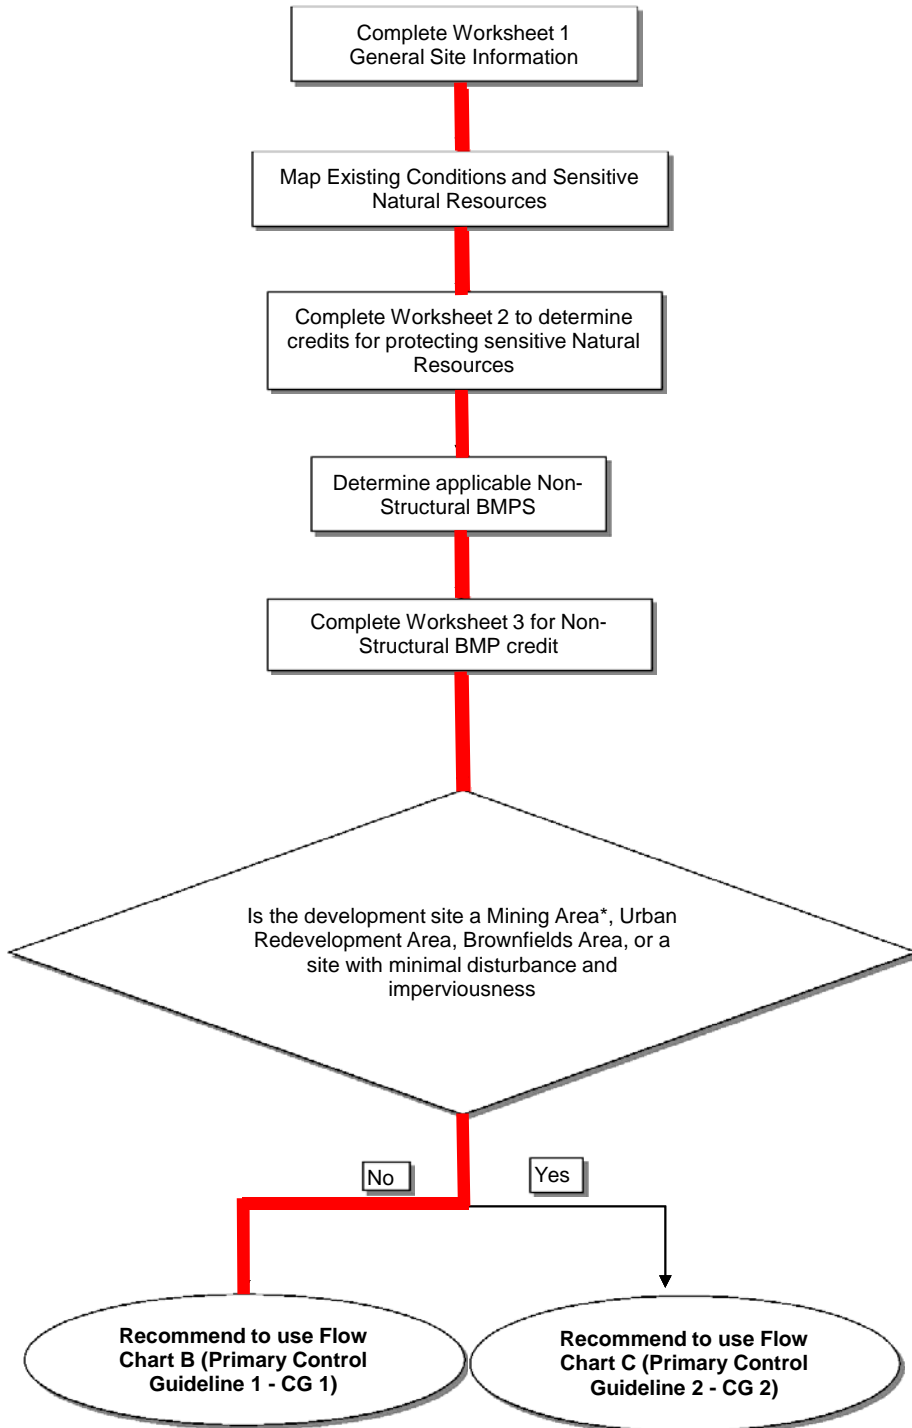 Complete Worksheet 1
General Site Information
Map Existing Conditions and Sensitive
Natural Resources
Complete Worksheet 2 to determine
credits for protecting sensitive Natural
Resources
Determine applicable Non-
Structural BMPS
Complete Worksheet 3 for Non-
Structural BMP credit
Is the development site a Mining Area*, Urban
Redevelopment Area, Brownfields Area, or a
site with minimal disturbance and
imperviousness
No
Yes
Recommend to use Flow
Chart B (Primary Control
Guideline 1 - CG 1)
Recommend to use Flow
Chart C (Primary Control
Guideline 2 - CG 2)